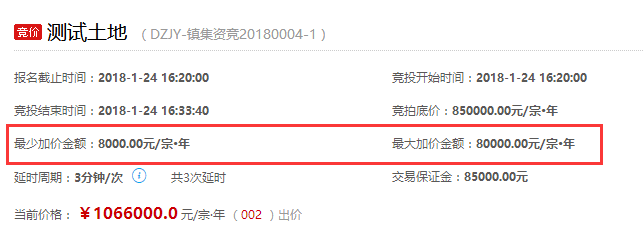 竞价 测试土地 （ DZJY-镇集资竞20180004-1 ）
报名截止时间：2018-1-24 16:20:00 竞投开始时间：2018-1-24 16:20:00
竞投结束时间：2018-1-24 16:33:40 竞拍底价：850000.00元/宗•年
最少加价金额：8000.00元/宗•年 最大加价金额：80000.00元/宗•年
延时周期：3分钟/次 i 共3次延时 交易保证金：85000.00元
当前价格：￥1066000.0 元/宗·年 （ 002 ）出价